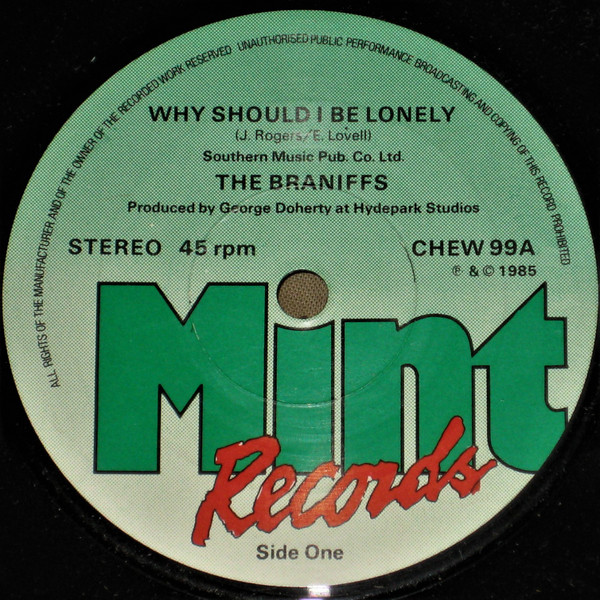 ALL RIGHTS OF THE MANUFACTURER AND OF THE OWNER OF THE RECORDED WORK RESERVED UNAUTHORISED PUBLIC PERFORMANCE BROADCASTING AND COPYING OF THIS RECORD PROHIBITED
WHY SHOULD I BE LONELY
(J. Rogers/E. Lovell)
Southern Music Pub. Co. Ltd.
THE BRANIFFS
Produced by George Doherty at Hydepark Studios
STEREO 45 rpm CHEW 99A
℗ & © 1985
Mint
Records
Side One